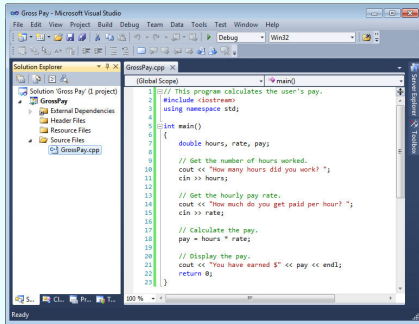 Gross Pay - Microsoft Visual Studio
File Edit View Project Build Debug Team Data Tools Test Window Help
Debug Win32
Solution Explorer
GrossPay.cpp
(Global Scope) main()
Solution 'Gross Pay' (1 project)
GrossPay
External Dependencies
Header Files
Resource Files
Source Files
GrossPay.cpp
1 // This program calculates the user's pay.
2 #include <iostream>
3 using namespace std;
4
5 int main()
6 {
7 double hours, rate, pay;
8
9 // Get the number of hours worked.
10 cout << "How many hours did you work? ";
11 cin >> hours;
12
13 // Get the hourly pay rate.
14 cout << "How much do you get paid per hour? ";
15 cin >> rate;
16
17 // Calculate the pay.
18 pay = hours * rate;
19
20 // Display the pay.
21 cout << "You have earned $" << pay << endl;
22 return 0;
23 }
Server Explorer
Toolbox
S... Cl... Pr... T...
100 %
Ready